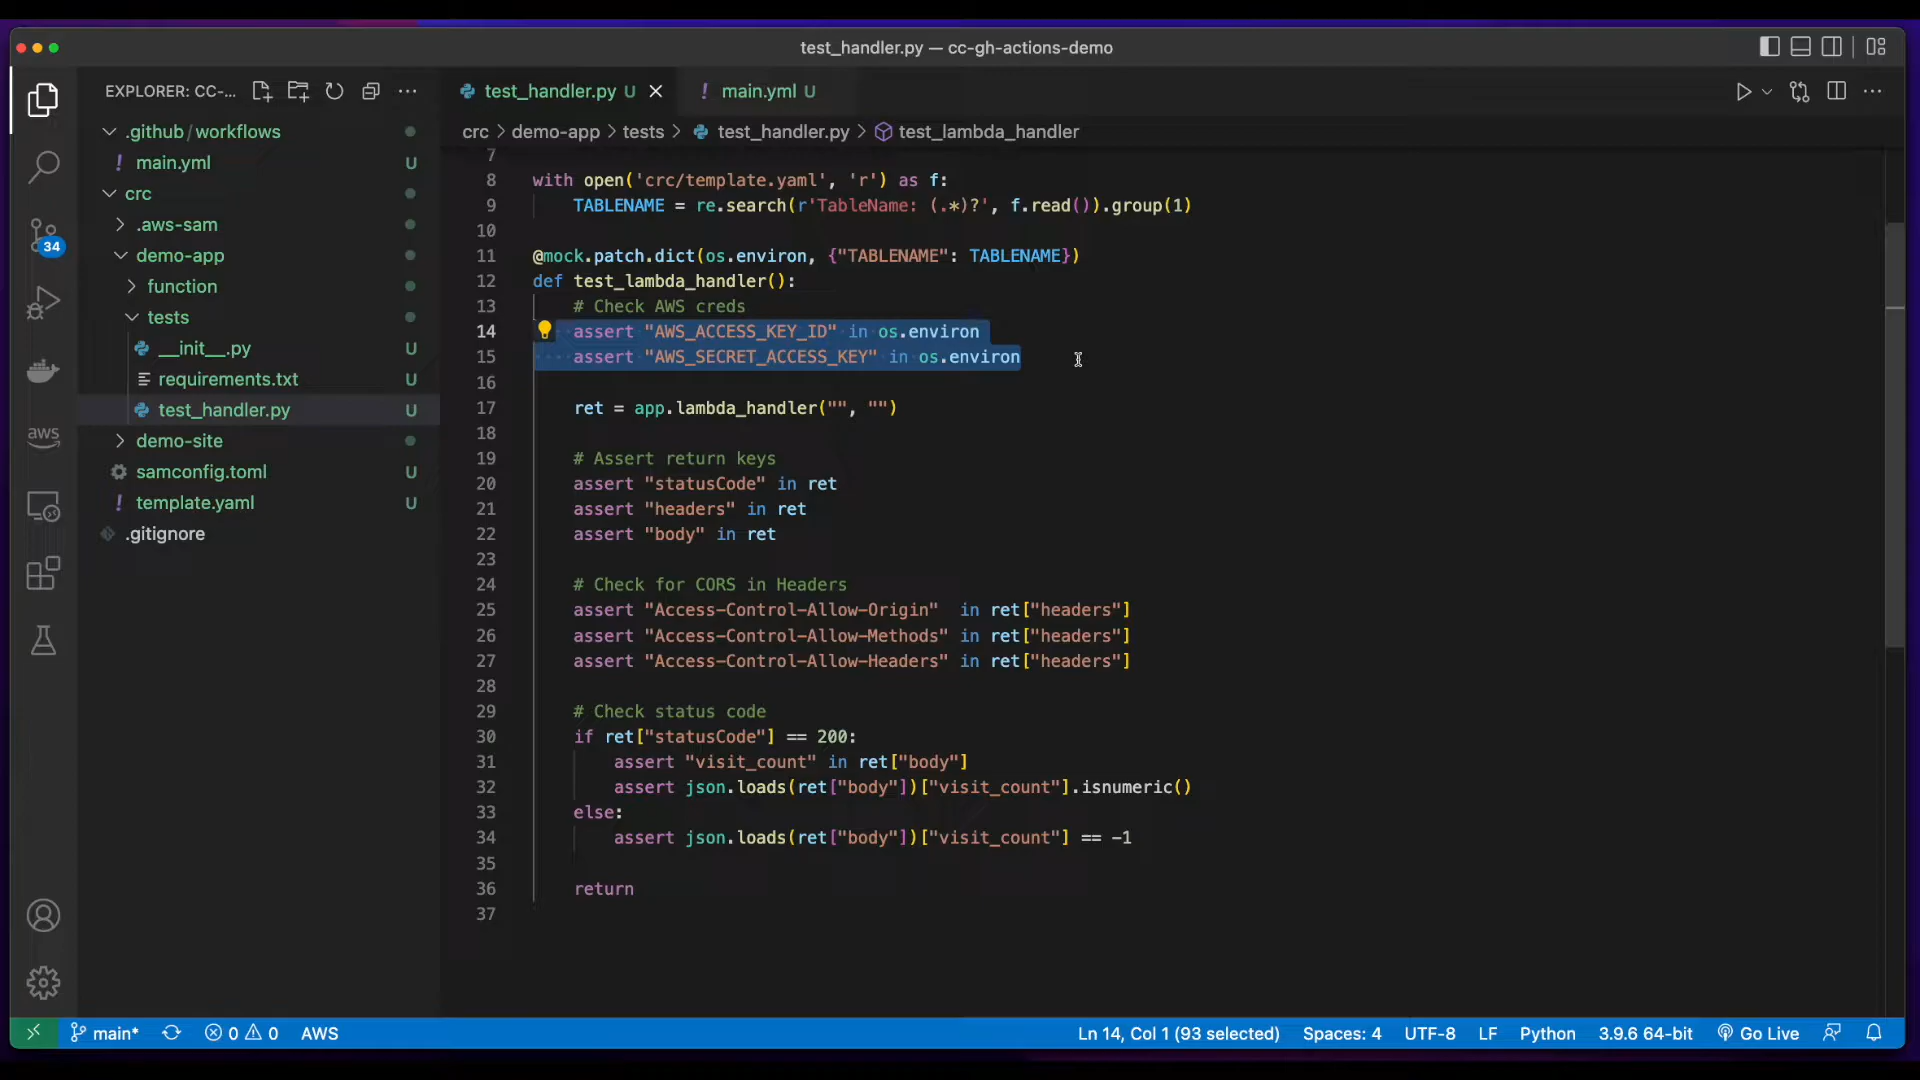 test_handler.py — cc-gh-actions-demo
EXPLORER: CC-...
test_handler.py U
! main.yml U
.github/workflows
! main.yml U
crc
.aws-sam
demo-app
function
tests
__init__.py U
requirements.txt U
test_handler.py U
demo-site
samconfig.toml U
! template.yaml U
.gitignore
34
aws
crc > demo-app > tests > test_handler.py > test_lambda_handler
7
8 with open('crc/template.yaml', 'r') as f:
9 TABLENAME = re.search(r'TableName: (.*)?', f.read()).group(1)
10
11 @mock.patch.dict(os.environ, {"TABLENAME": TABLENAME})
12 def test_lambda_handler():
13 # Check AWS creds
14 assert "AWS_ACCESS_KEY_ID" in os.environ
15 assert "AWS_SECRET_ACCESS_KEY" in os.environ
16
17 ret = app.lambda_handler("", "")
18
19 # Assert return keys
20 assert "statusCode" in ret
21 assert "headers" in ret
22 assert "body" in ret
23
24 # Check for CORS in Headers
25 assert "Access-Control-Allow-Origin"  in ret["headers"]
26 assert "Access-Control-Allow-Methods" in ret["headers"]
27 assert "Access-Control-Allow-Headers" in ret["headers"]
28
29 # Check status code
30 if ret["statusCode"] == 200:
31 assert "visit_count" in ret["body"]
32 assert json.loads(ret["body"])["visit_count"].isnumeric()
33 else:
34 assert json.loads(ret["body"])["visit_count"] == -1
35
36 return
37
main* 0 0 AWS Ln 14, Col 1 (93 selected) Spaces: 4 UTF-8 LF Python 3.9.6 64-bit Go Live